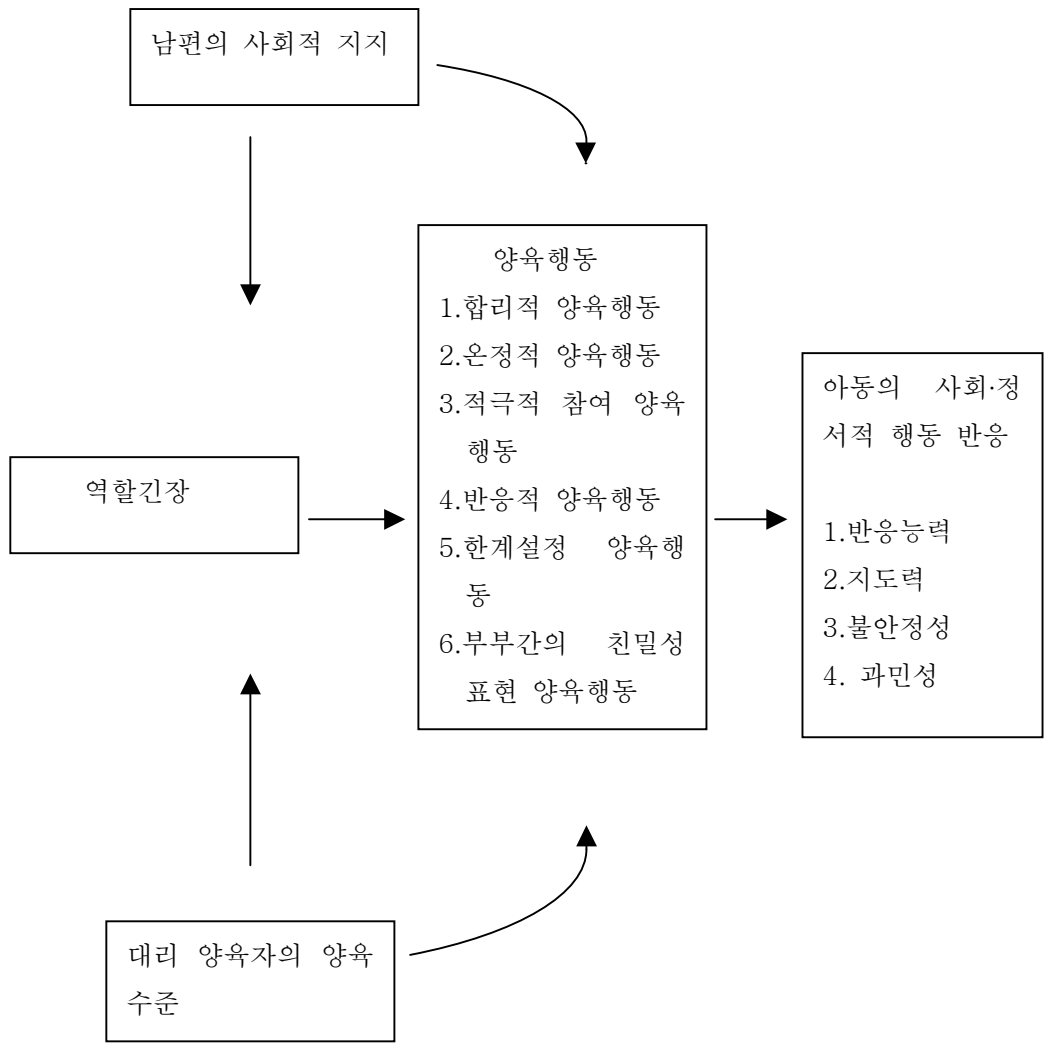 남편의 사회적 지지
양육행동
1.합리적 양육행동
2.온정적 양육행동
3.적극적 참여 양육
행동
4.반응적 양육행동
5.한계설정 양육행
동
6.부부간의 친밀성
표현 양육행동
역할긴장
아동의 사회·정
서적 행동 반응
1.반응능력
2.지도력
3.불안정성
4. 과민성
대리 양육자의 양육
수준